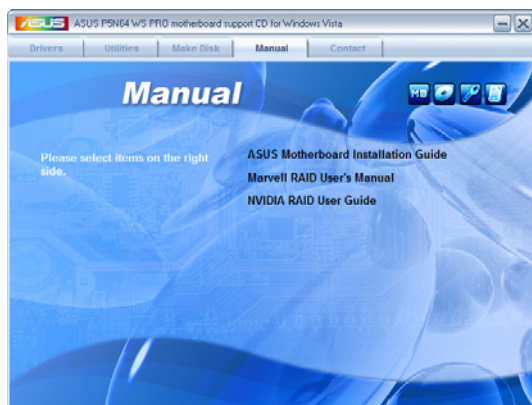 ASUS ASUS P5N64 WS PRO motherboard support CD for Windows Vista
Drivers Utilities Make Disk Manual Contact
Manual
MB
Please select items on the right
side.
ASUS Motherboard Installation Guide
Marvell RAID User's Manual
NVIDIA RAID User Guide